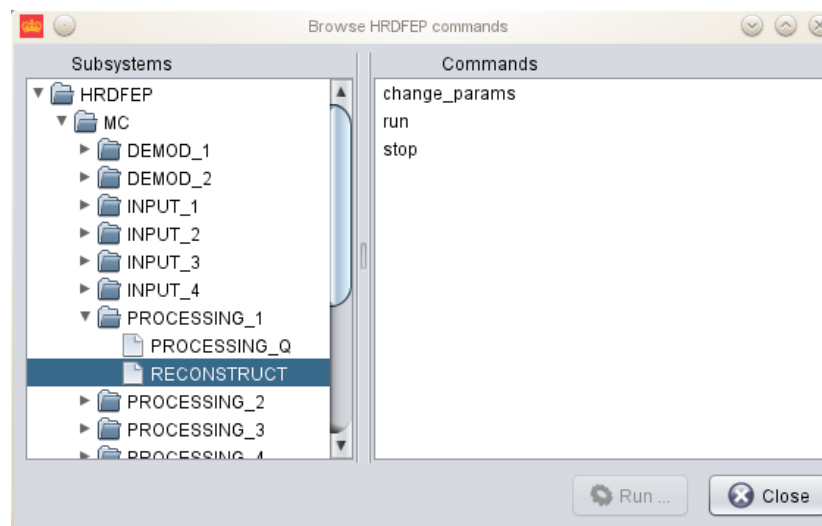 Browse HRDFEP commands
Subsystems
HRDFEP
MC
DEMOD_1
DEMOD_2
INPUT_1
INPUT_2
INPUT_3
INPUT_4
PROCESSING_1
PROCESSING_Q
RECONSTRUCT
PROCESSING_2
PROCESSING_3
PROCESSING_4
Commands
change_params
run
stop
Run ...
Close